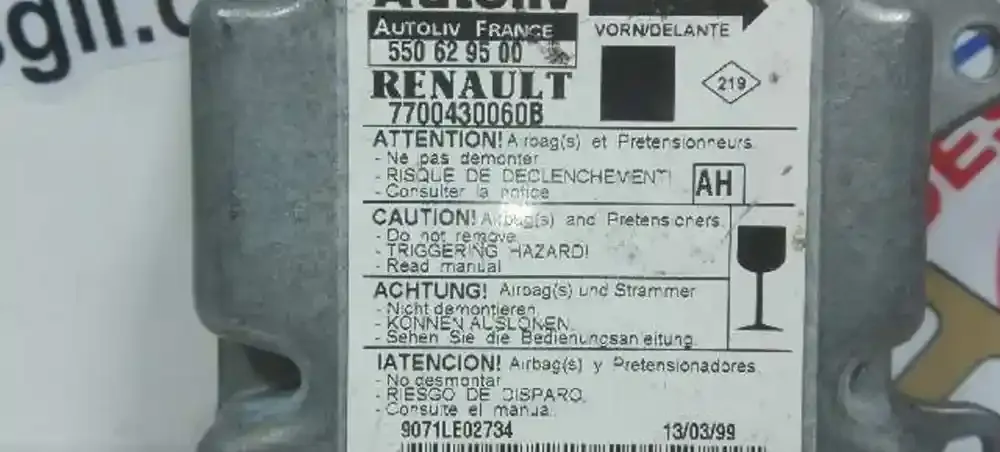 Autoliv
AUTOLIV FRANCE
550 62 95 00
VORN/DELANTE
219
RENAULT
7700430060B
ATTENTION! Airbag(s) et Pretensionneurs
- Ne pas demonter
- RISQUE DE DECLENCHEMENT!
- Consulter la notice
AH
CAUTION! Airbag(s) and Pretensioners
- Do not remove
- TRIGGERING HAZARD!
- Read manual
ACHTUNG! Airbag(s) und Strammer
- Nicht demontieren
- KONNEN AUSLONEN
- Sehen Sie die Bedienungsanleitung.
!ATENCION! Airbag(s) y Pretensionadores
- No desmontar
- RIESGO DE DISPARO.
- Consulte el manual
9071LE02734
13/03/99